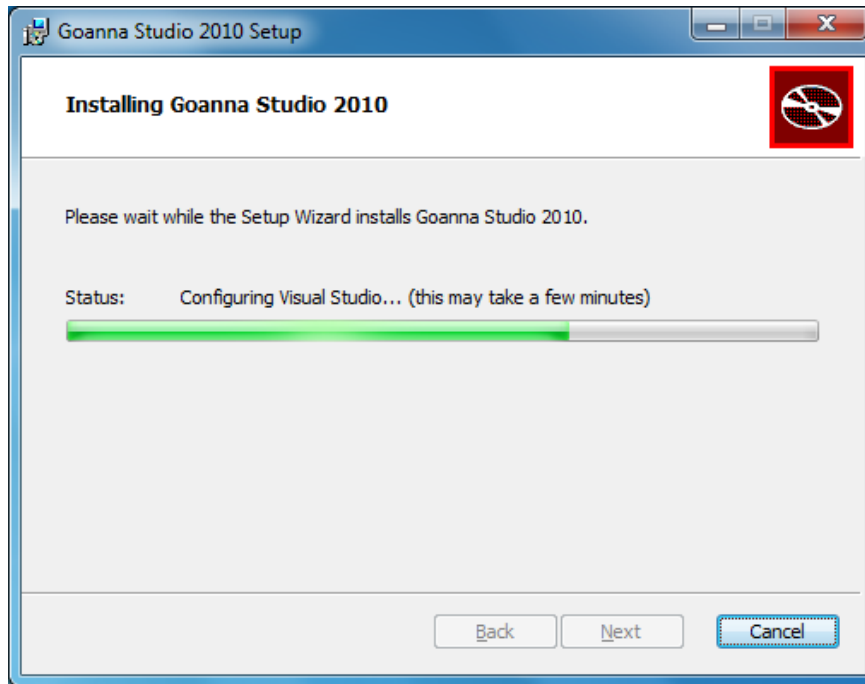 Goanna Studio 2010 Setup
Installing Goanna Studio 2010
Please wait while the Setup Wizard installs Goanna Studio 2010.
Status: Configuring Visual Studio... (this may take a few minutes)
Back Next Cancel